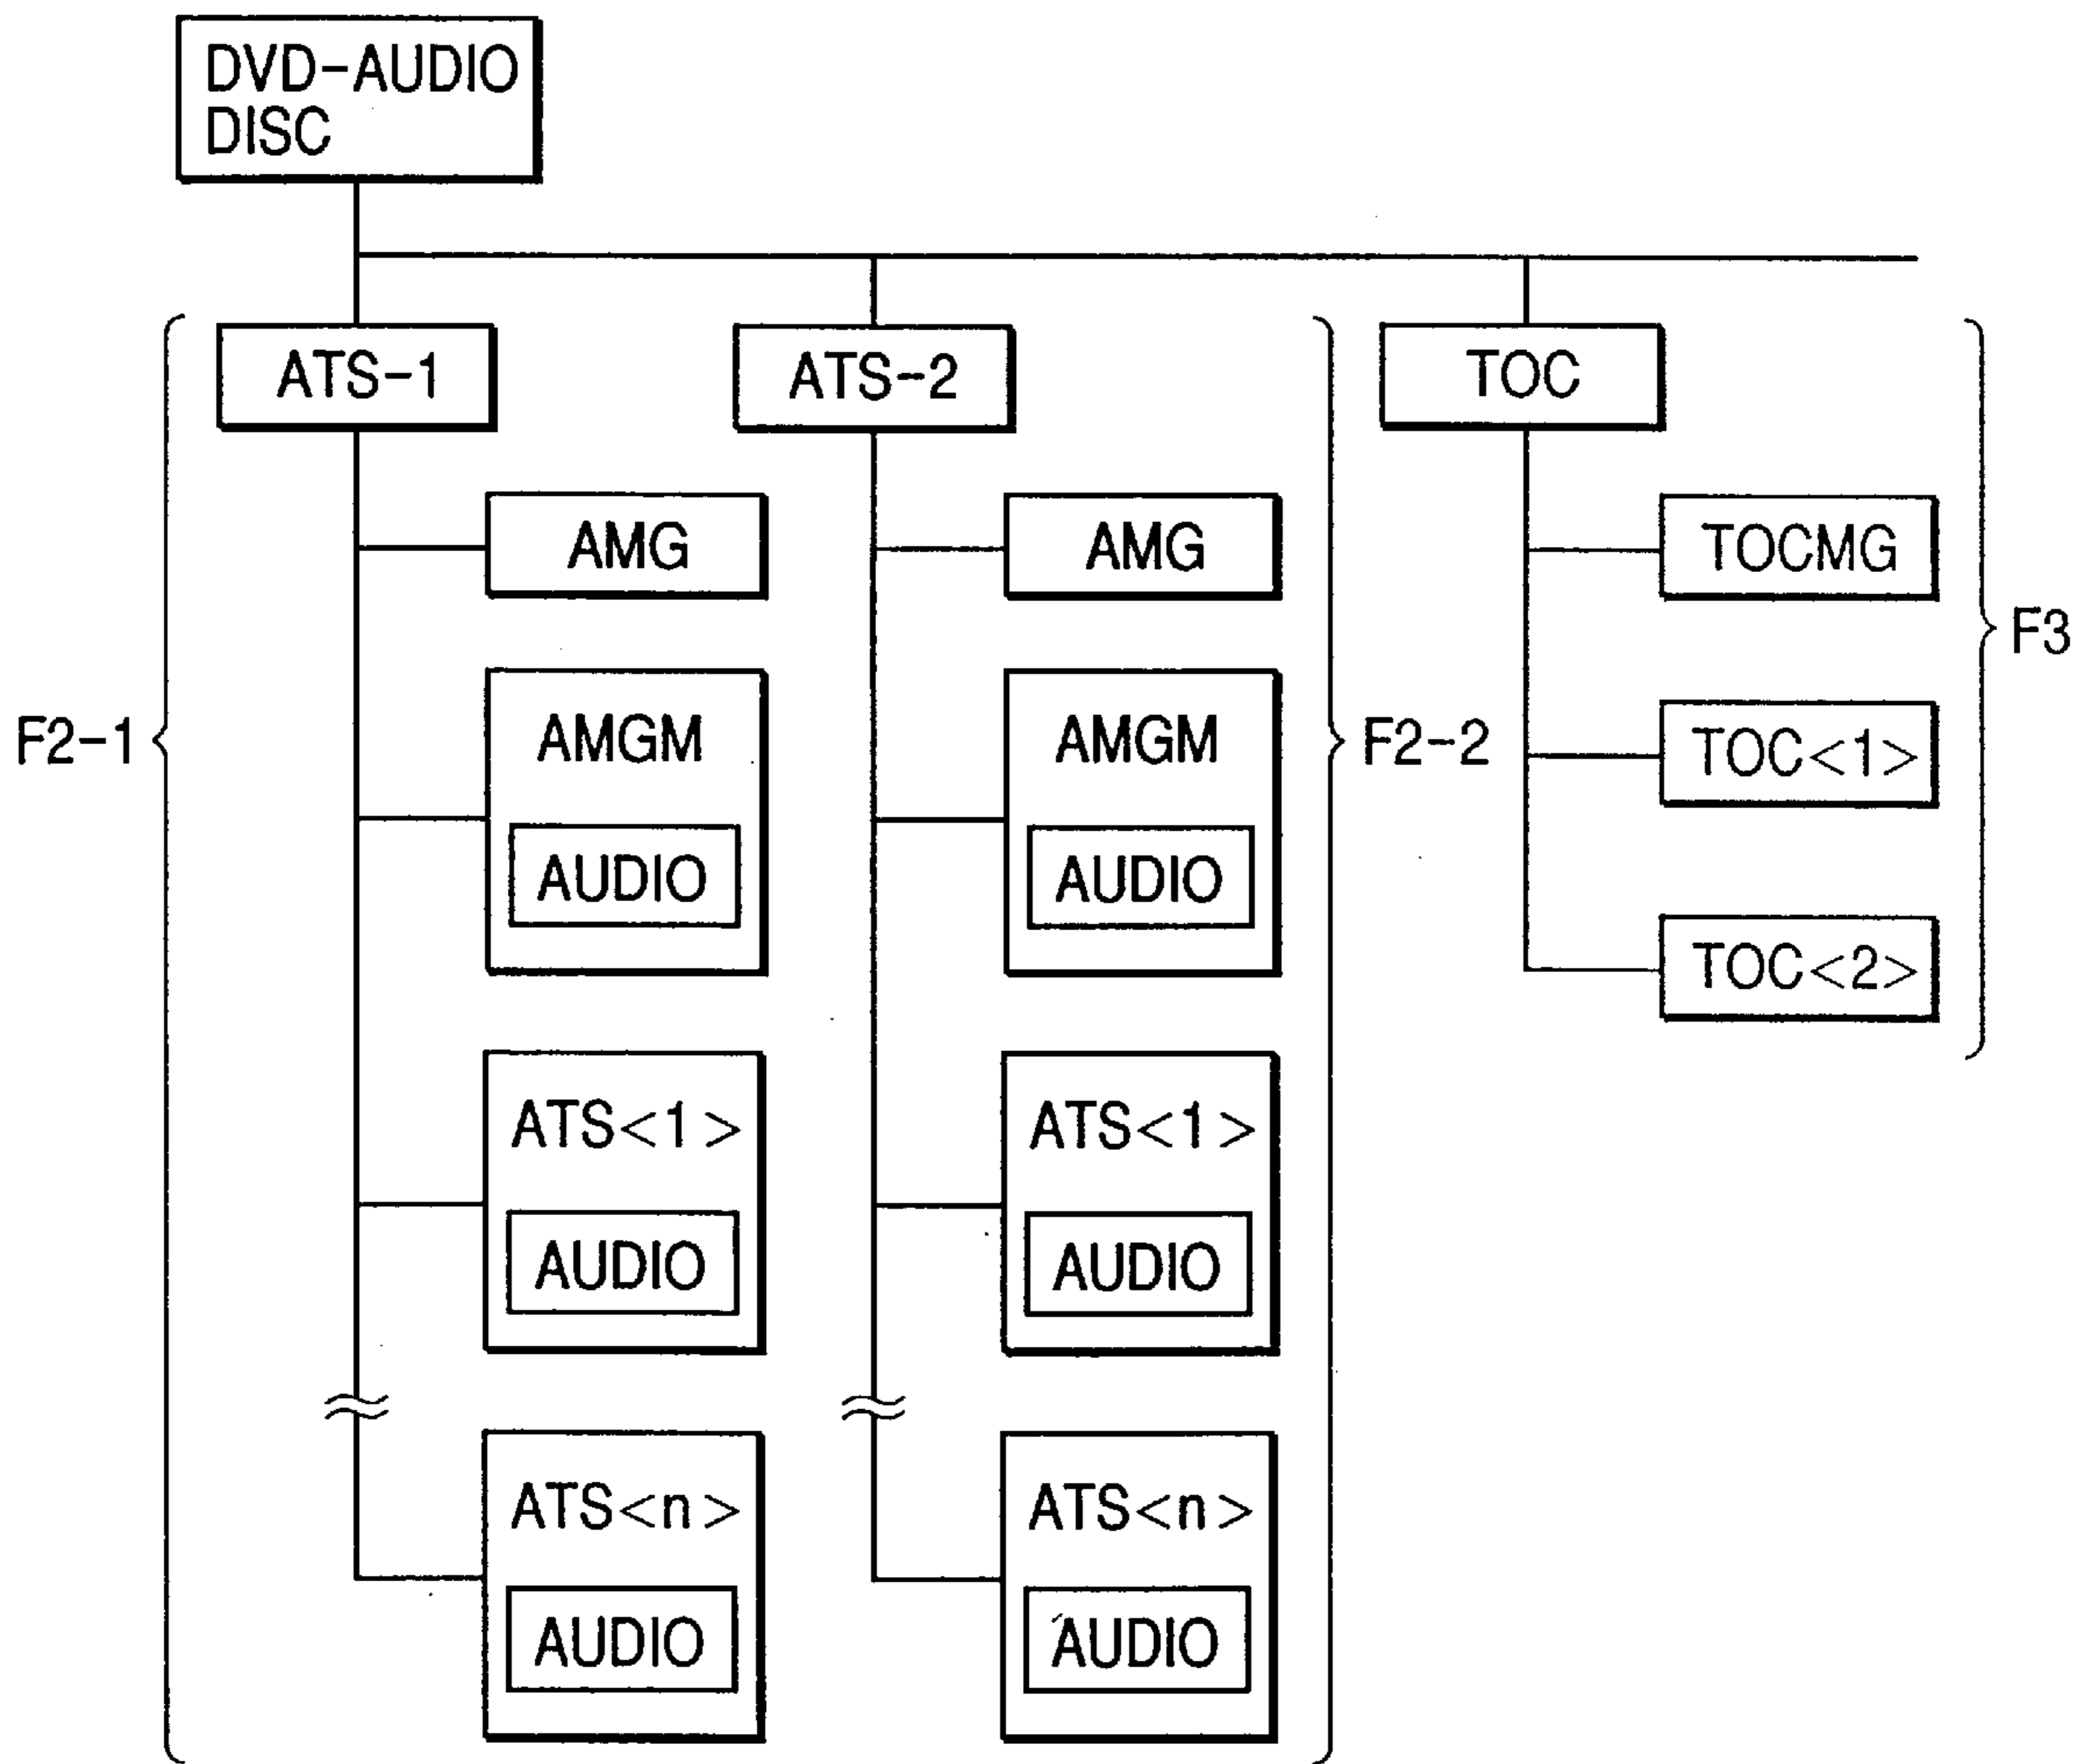 DVD-AUDIO
DISC
F2-1
ATS-1
AMG
AMGM
AUDIO
ATS<1>
AUDIO
ATS<n>
AUDIO
ATS-2
AMG
AMGM
AUDIO
ATS<1>
AUDIO
ATS<n>
AUDIO
F2-2
TOC
TOCMG
TOC<1>
TOC<2>
F3